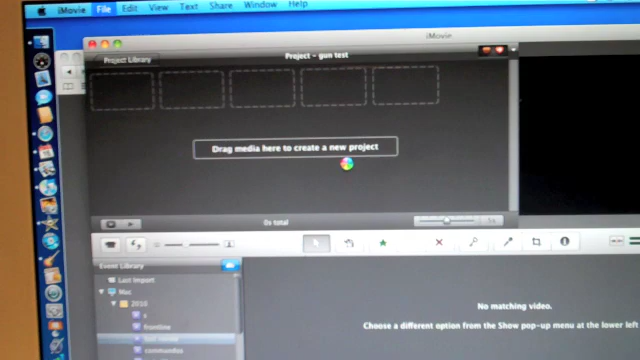 iMovie File Edit View Text Share Window Help
iMovie
Project Library
Project - gun test
Drag media here to create a new project
0s total
Event Library
Last Import
Mac
2010
x
frontline
commandos
No matching video.
Choose a different option from the Show pop-up menu at the lower left